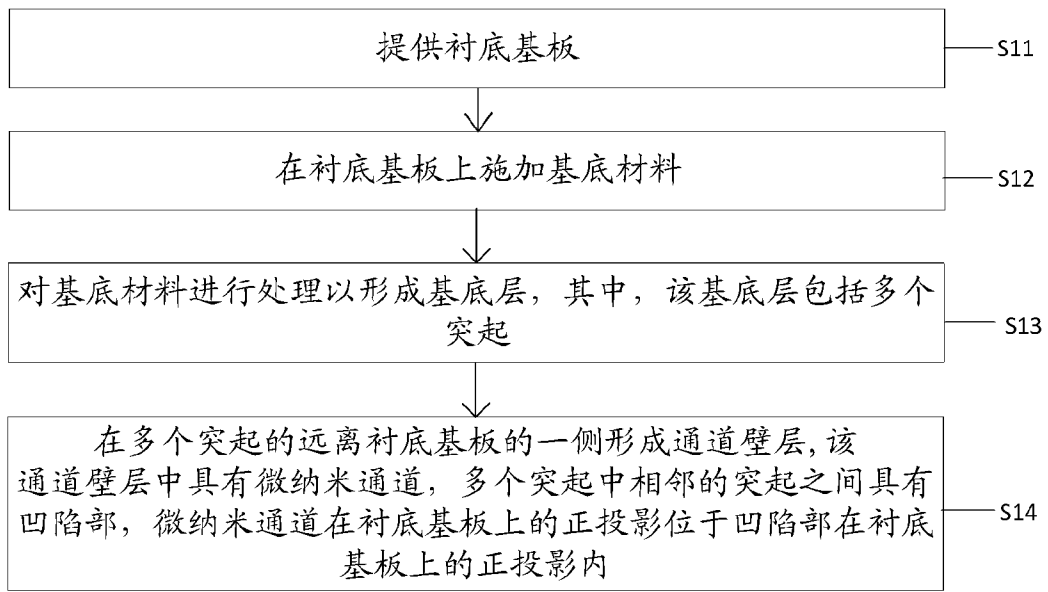 提供衬底基板
S11
在衬底基板上施加基底材料
S12
对基底材料进行处理以形成基底层，其中，该基底层包括多个
突起
S13
在多个突起的远离衬底基板的一侧形成通道壁层,该
通道壁层中具有微纳米通道，多个突起中相邻的突起之间具有
凹陷部，微纳米通道在衬底基板上的正投影位于凹陷部在衬底
基板上的正投影内
S14